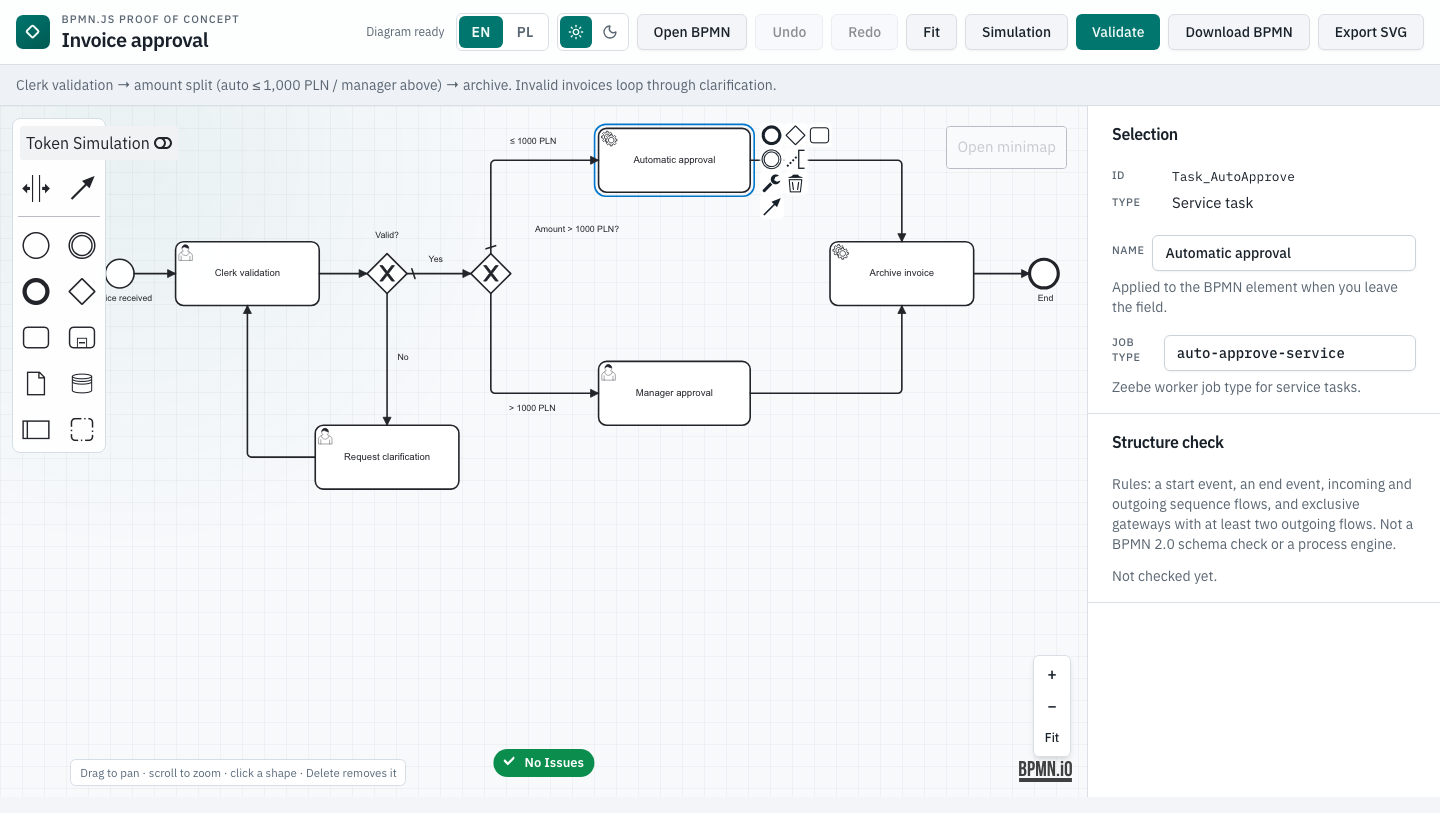 BPMN.JS PROOF OF CONCEPT
Invoice approval
Diagram ready
EN
PL
Open BPMN
Undo
Redo
Fit
Simulation
Validate
Download BPMN
Export SVG
Clerk validation → amount split (auto ≤ 1,000 PLN / manager above) → archive. Invalid invoices loop through clarification.
Token Simulation
≤ 1000 PLN
Automatic approval
Open minimap
Amount > 1000 PLN?
Valid?
Yes
Clerk validation
Archive invoice
ice received
End
No
Manager approval
> 1000 PLN
Request clarification
Drag to pan · scroll to zoom · click a shape · Delete removes it
No Issues
+
−
Fit
BPMN.iO
Selection
ID
Task_AutoApprove
TYPE
Service task
NAME
Automatic approval
Applied to the BPMN element when you leave
the field.
JOB
TYPE
auto-approve-service
Zeebe worker job type for service tasks.
Structure check
Rules: a start event, an end event, incoming and
outgoing sequence flows, and exclusive
gateways with at least two outgoing flows. Not a
BPMN 2.0 schema check or a process engine.
Not checked yet.